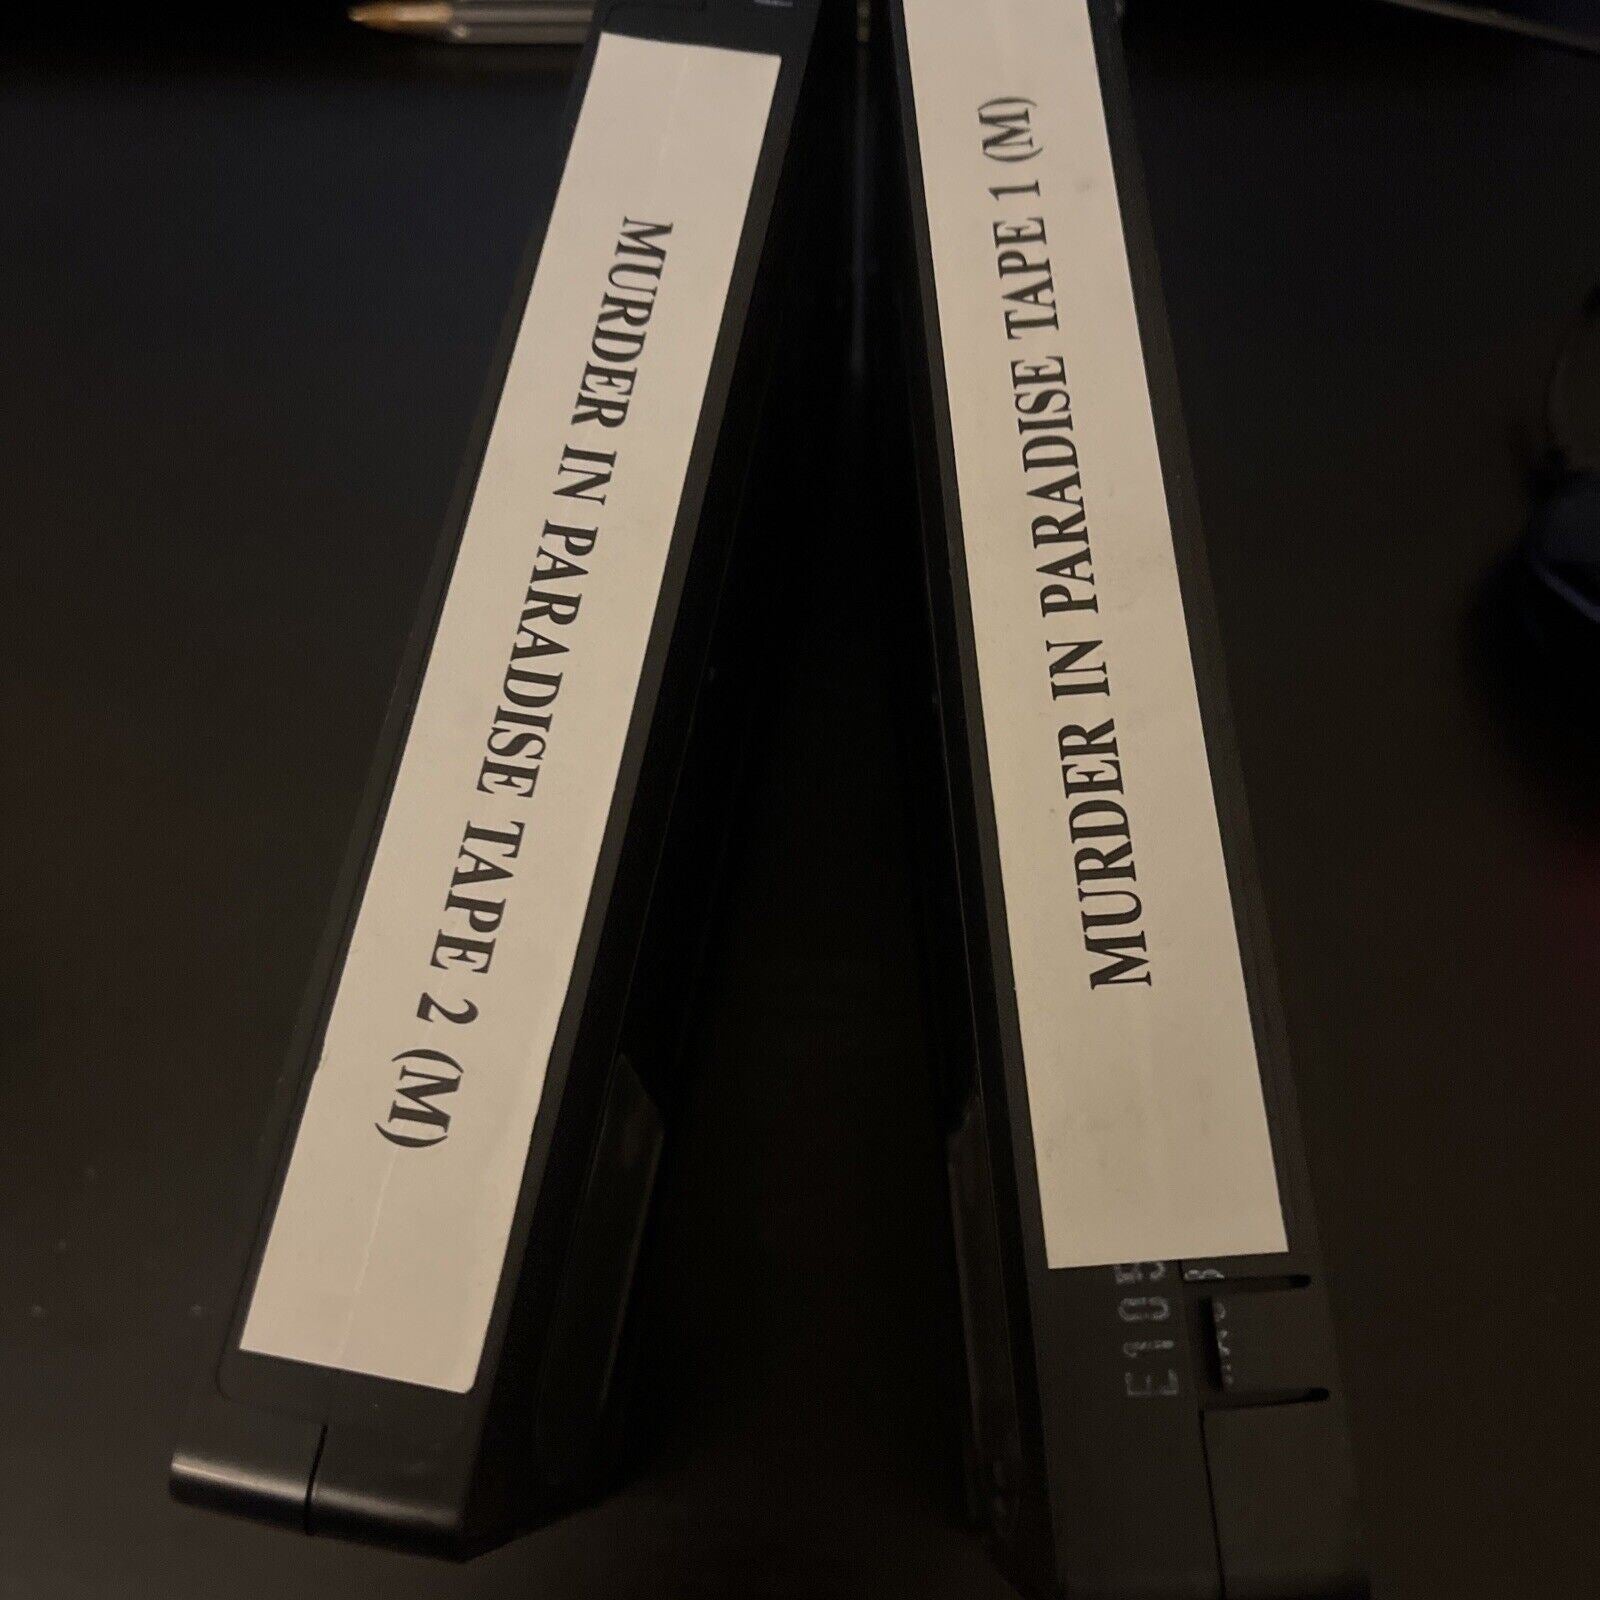 MURDER IN PARADISE TAPE 2 (M)
MURDER IN PARADISE TAPE 1 (M)